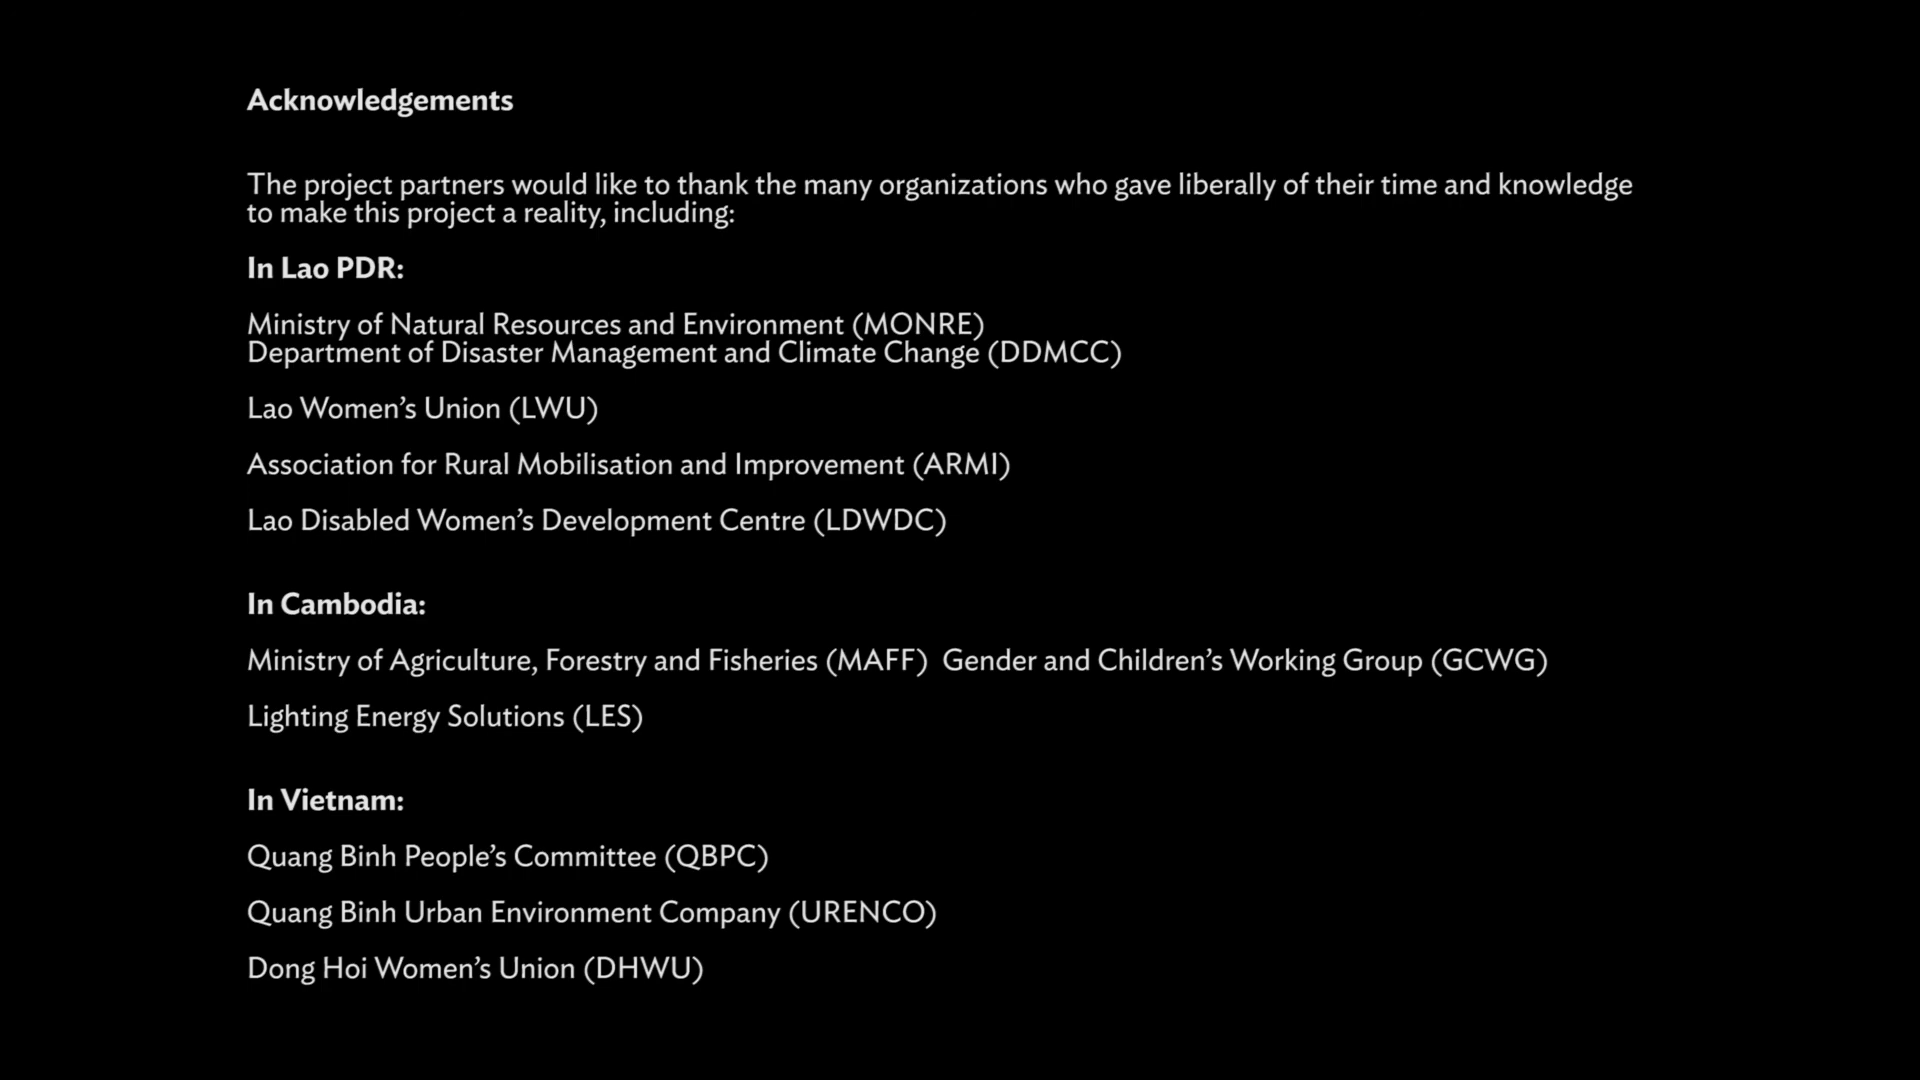 Acknowledgements
The project partners would like to thank the many organizations who gave liberally of their time and knowledge
to make this project a reality, including:
In Lao PDR:
Ministry of Natural Resources and Environment (MONRE)
Department of Disaster Management and Climate Change (DDMCC)
Lao Women’s Union (LWU)
Association for Rural Mobilisation and Improvement (ARMI)
Lao Disabled Women’s Development Centre (LDWDC)
In Cambodia:
Ministry of Agriculture, Forestry and Fisheries (MAFF)  Gender and Children’s Working Group (GCWG)
Lighting Energy Solutions (LES)
In Vietnam:
Quang Binh People’s Committee (QBPC)
Quang Binh Urban Environment Company (URENCO)
Dong Hoi Women’s Union (DHWU)